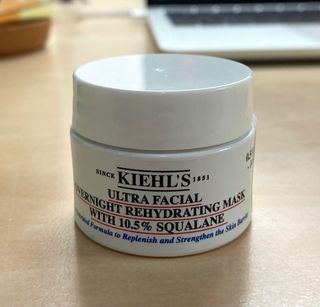 SINCE KIEHL'S 1851
ULTRA FACIAL
OVERNIGHT REHYDRATING MASK
WITH 10.5% SQUALANE
Formula to Replenish and Strengthen the Skin